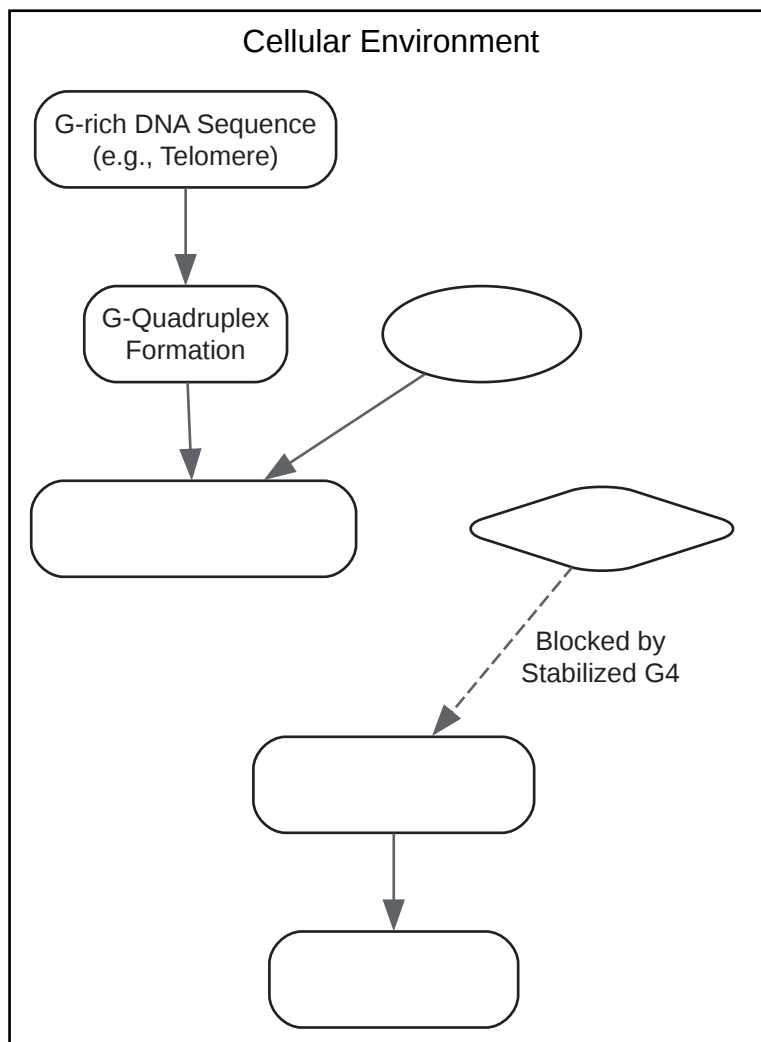 Cellular Environment
G-rich DNA Sequence
(e.g., Telomere)
G-Quadruplex
Formation
Blocked by
Stabilized G4